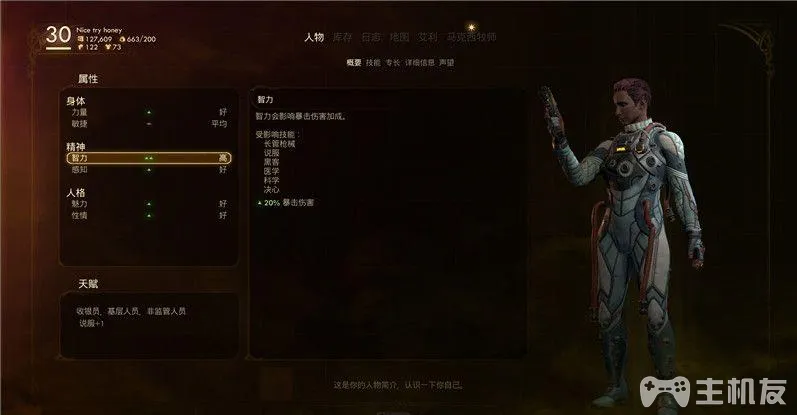 30 Nice try honey
127,609 663/200
122 73
人物 库存 日志 地图 艾利 马克西牧师
概要 技能 专长 详细信息 声望
属性
身体
力量 好
敏捷 平均
精神
智力 高
感知 好
人格
魅力 好
性情 好
天赋
收银员, 基层人员, 非监管人员
说服+1
智力
智力会影响暴击伤害加成。
受影响技能：
长管枪械
说服
黑客
医学
科学
决心
20% 暴击伤害
这是你的人物简介, 认识一下你自己。
主机友